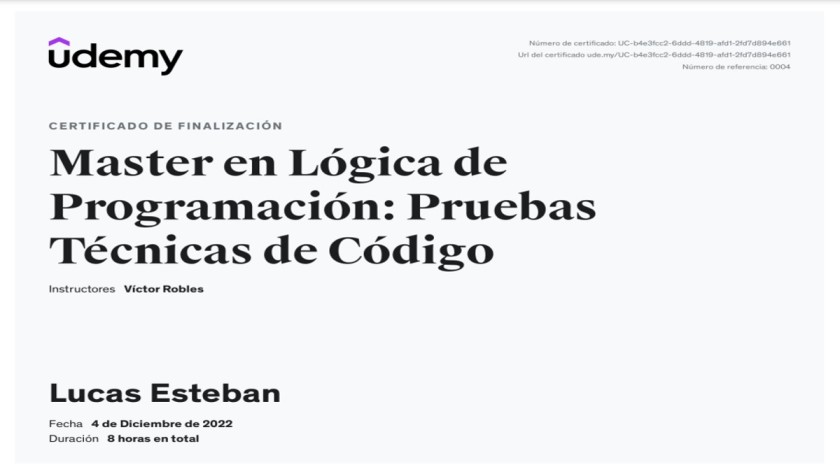 udemy
Número de certificado: UC-b4e3fcc2-6ddd-4819-afd1-2fd7d894e661
Url del certificado ude.my/UC-b4e3fcc2-6ddd-4819-afd1-2fd7d894e661
Número de referencia: 0004
CERTIFICADO DE FINALIZACIÓN
Master en Lógica de
Programación: Pruebas
Técnicas de Código
Instructores Víctor Robles
Lucas Esteban
Fecha 4 de Diciembre de 2022
Duración 8 horas en total